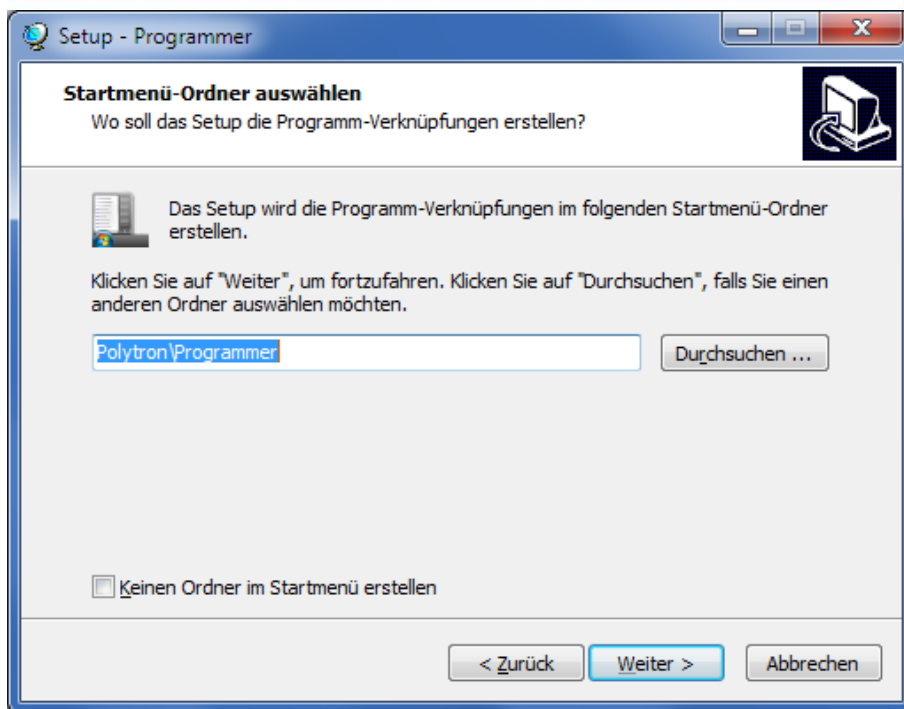 Setup - Programmer
Startmenü-Ordner auswählen
Wo soll das Setup die Programm-Verknüpfungen erstellen?
Das Setup wird die Programm-Verknüpfungen im folgenden Startmenü-Ordner
erstellen.
Klicken Sie auf "Weiter", um fortzufahren. Klicken Sie auf "Durchsuchen", falls Sie einen
anderen Ordner auswählen möchten.
Polytron\Programmer
Durchsuchen ...
Keinen Ordner im Startmenü erstellen
< Zurück
Weiter >
Abbrechen